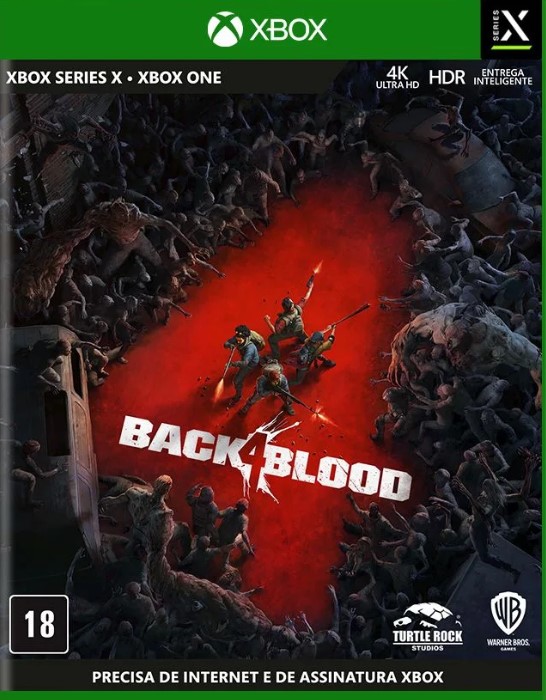 XBOX
SERIES X
XBOX SERIES X • XBOX ONE
4K
ULTRA HD
HDR
ENTREGA
INTELIGENTE
BACK 4 BLOOD
18
TURTLE ROCK
STUDIOS
WB
WARNER BROS.
GAMES
PRECISA DE INTERNET E DE ASSINATURA XBOX